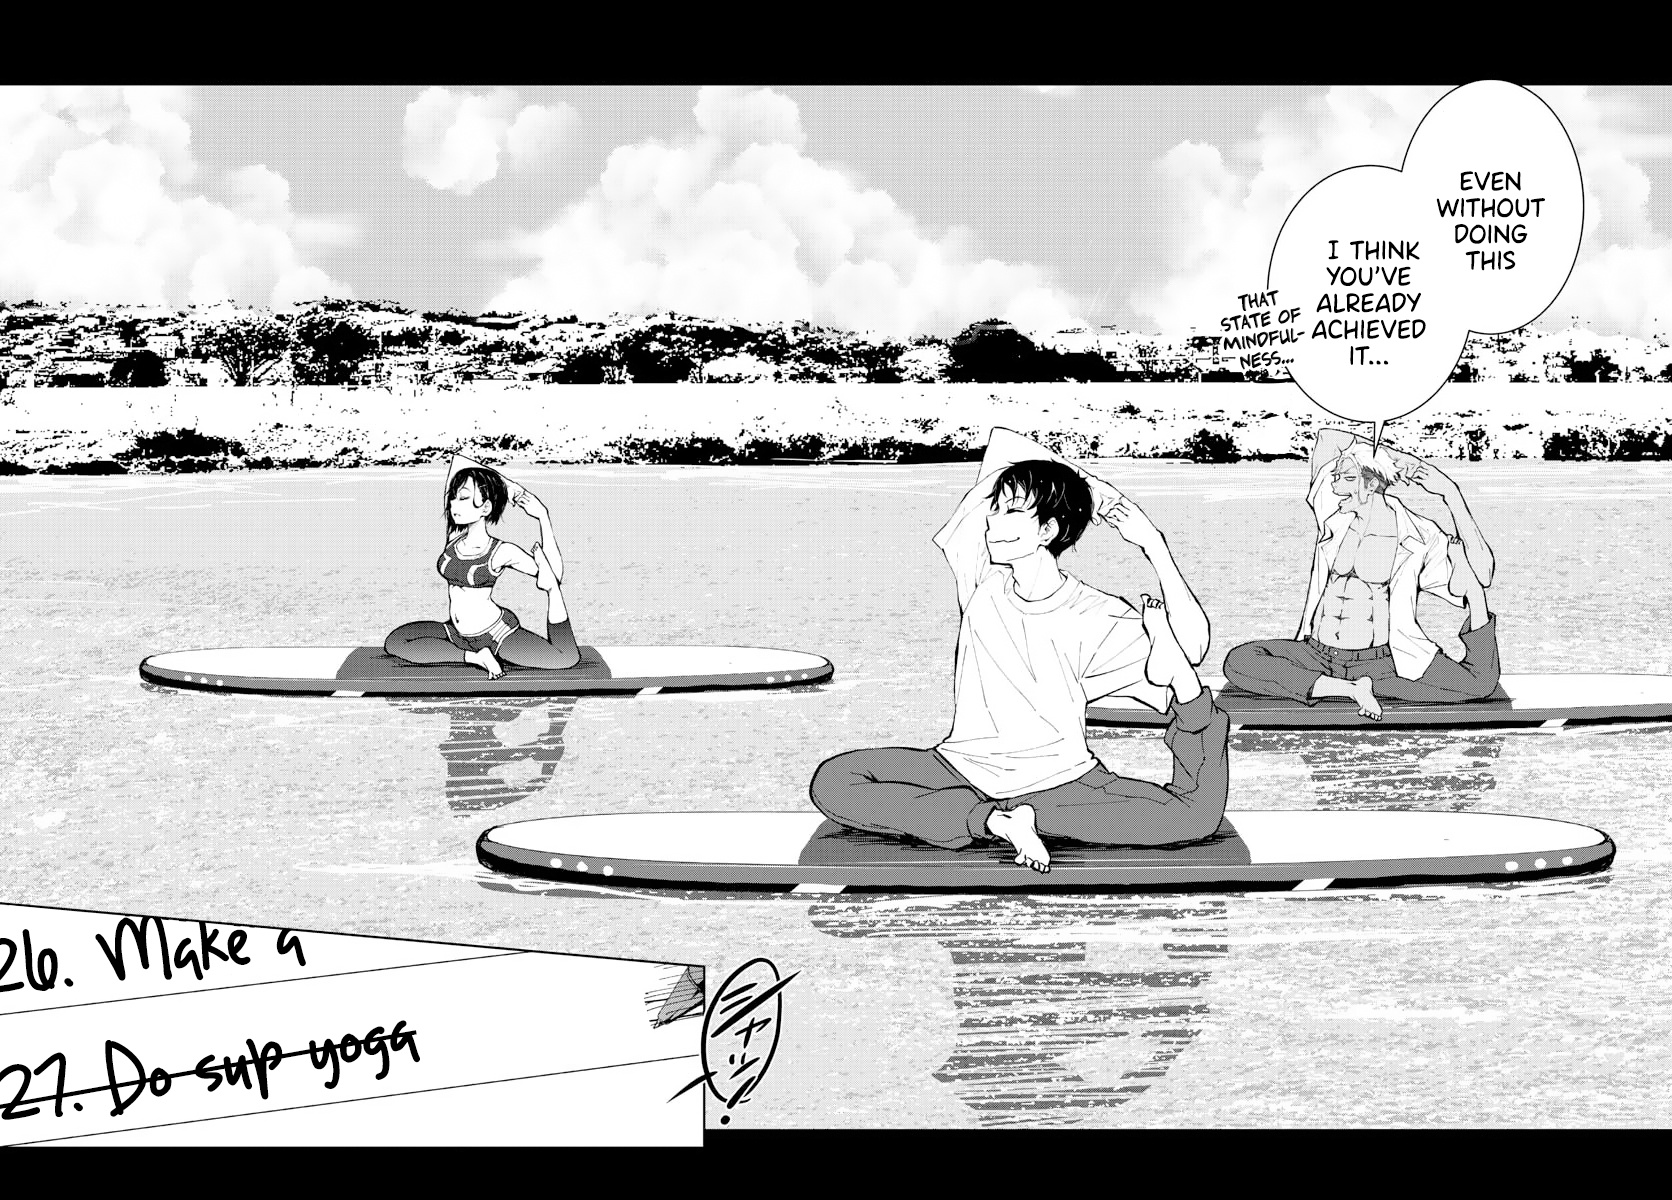 EVEN
WITHOUT
DOING
THIS
I THINK
YOU'VE
ALREADY
ACHIEVED
IT...
THAT
STATE OF
MINDFUL-
NESS...
26. Make a
27. Do sup yoga
シャッ!